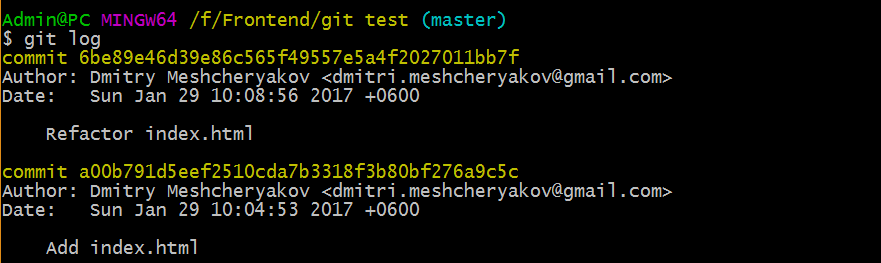 Admin@PC MINGW64 /f/Frontend/git test (master)
$ git log
commit 6be89e46d39e86c565f49557e5a4f2027011bb7f
Author: Dmitry Meshcheryakov <dmitri.meshcheryakov@gmail.com>
Date:   Sun Jan 29 10:08:56 2017 +0600
    Refactor index.html
commit a00b791d5eef2510cda7b3318f3b80bf276a9c5c
Author: Dmitry Meshcheryakov <dmitri.meshcheryakov@gmail.com>
Date:   Sun Jan 29 10:04:53 2017 +0600
    Add index.html